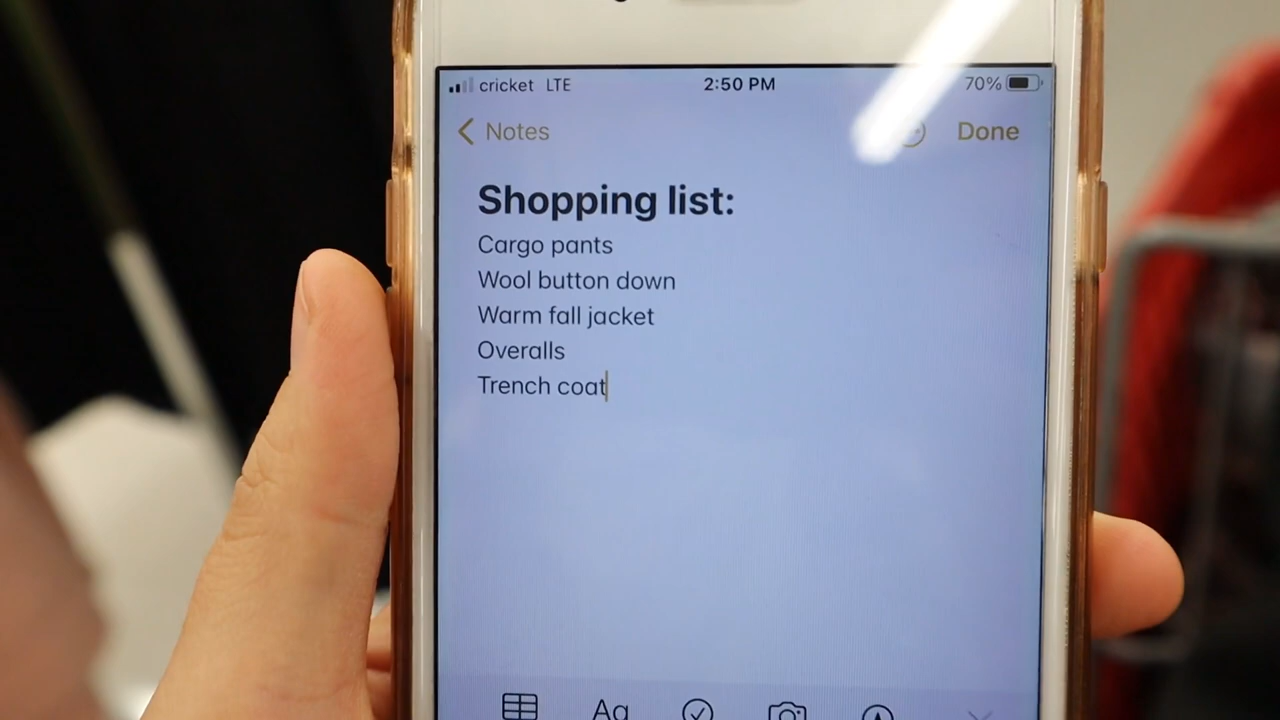 cricket LTE 2:50 PM 70%
Notes Done
Shopping list:
Cargo pants
Wool button down
Warm fall jacket
Overalls
Trench coat
Aa